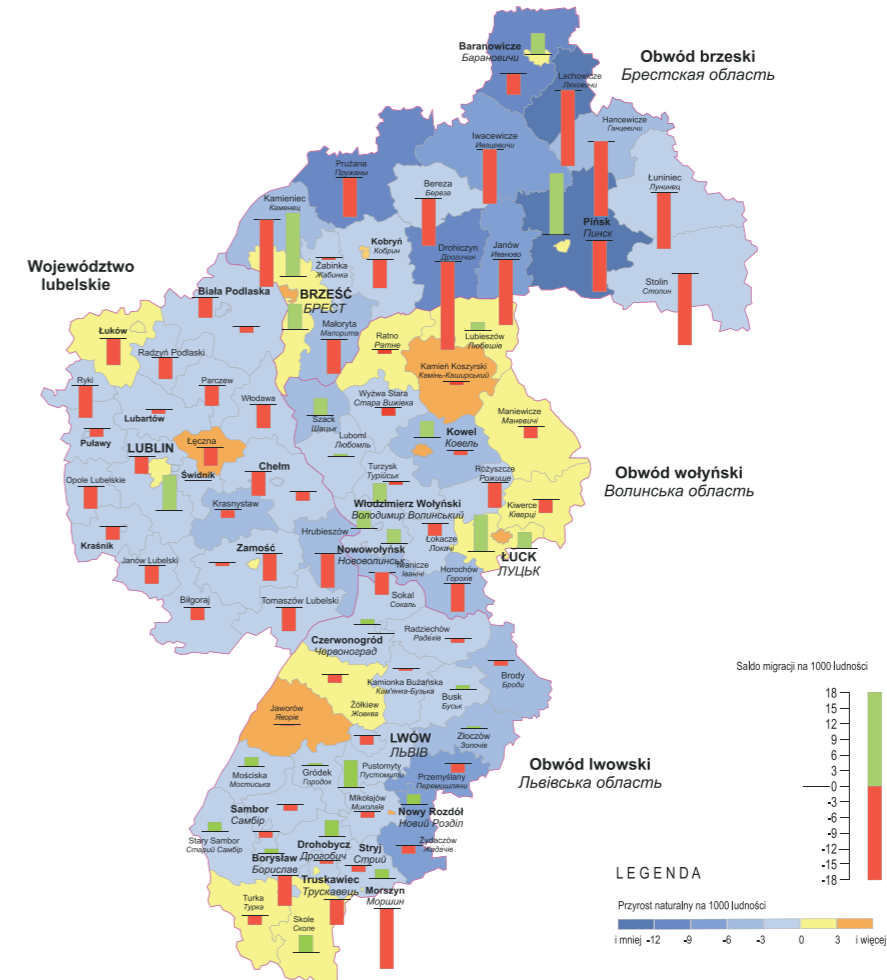 Baranowicze
Барановичи
Obwód brzeski
Брестская область
Lachowicze
Ляховичи
Hancewicze
Ганцевичи
Iwacewicze
Ивацевичи
Prużana
Пружаны
Bereza
Береза
Łuniniec
Лунинец
Kamieniec
Каменец
Pińsk
Пинск
Kobryń
Кобрин
Drohiczyn
Дрогичин
Janów
Иваново
Żabinka
Жабинка
Stolin
Столин
Województwo
lubelskie
Biała Podlaska
BRZEŚĆ
БРЕСТ
Małoryta
Малорита
Łuków
Radzyń Podlaski
Ratno
Ратне
Lubieszów
Любешів
Kamień Koszyrski
Камінь-Каширський
Ryki
Parczew
Włodawa
Wyżwa Stara
Стара Вижівка
Maniewicze
Маневичі
Lubartów
Szack
Шацьк
Puławy
LUBLIN
Łęczna
Luboml
Любомль
Kowel
Ковель
Obwód wołyński
Волинська область
Świdnik
Chełm
Turzysk
Турійськ
Rożyszcze
Рожище
Opole Lubelskie
Krasnystaw
Włodzimierz Wołyński
Володимир Волинський
Kiwerce
Ківерці
Kraśnik
Hrubieszów
Łokacze
Локачі
Zamość
Nowowołyńsk
Нововолинськ
ŁUCK
ЛУЦЬК
Janów Lubelski
Iwanicze
Іваничі
Horochów
Горохів
Biłgoraj
Tomaszów Lubelski
Sokal
Сокаль
Czerwonogród
Червоноград
Radziechów
Радехів
Kamionka Bużańska
Кам'янка-Бузька
Brody
Броди
Busk
Буськ
Saldo migracji na 1000 ludności
18
15
12
9
6
3
0
-3
-6
-9
-12
-15
-18
Jaworów
Яворів
Żółkiew
Жовква
LWÓW
ЛЬВІВ
Złoczów
Золочів
Obwód lwowski
Львівська область
Mościska
Мостиська
Gródek
Городок
Pustomyty
Пустомити
Przemyślany
Перемишляни
Mikołajów
Миколаїв
Sambor
Самбір
Nowy Rozdół
Новий Розділ
Stary Sambor
Старий Самбір
Drohobycz
Дрогобич
Stryj
Стрий
Żydaczów
Жидачів
Borysław
Борислав
Truskawiec
Трускавець
Morszyn
Моршин
Turka
Турка
Skole
Сколе
LEGENDA
Przyrost naturalny na 1000 ludności
i mniej -12 -9 -6 -3 0 3 i więcej